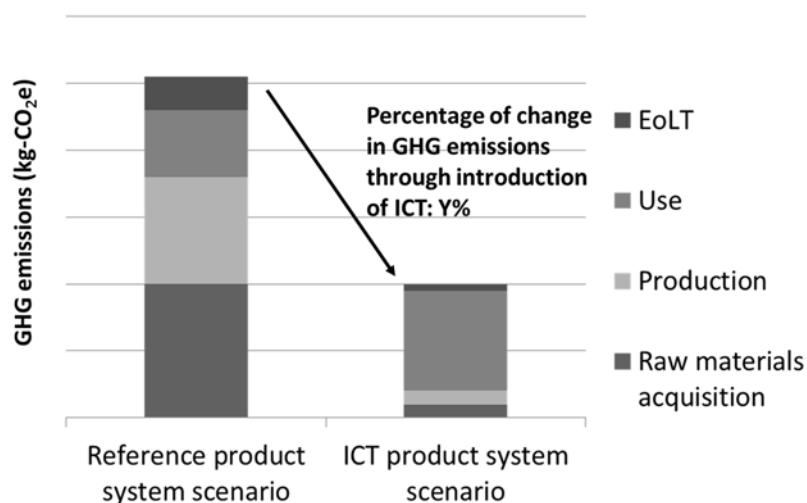 GHG emissions (kg-CO₂e)
Percentage of change
in GHG emissions
through introduction
of ICT: Y%
EoLT
Use
Production
Raw materials
acquisition
Reference product
system scenario
ICT product system
scenario